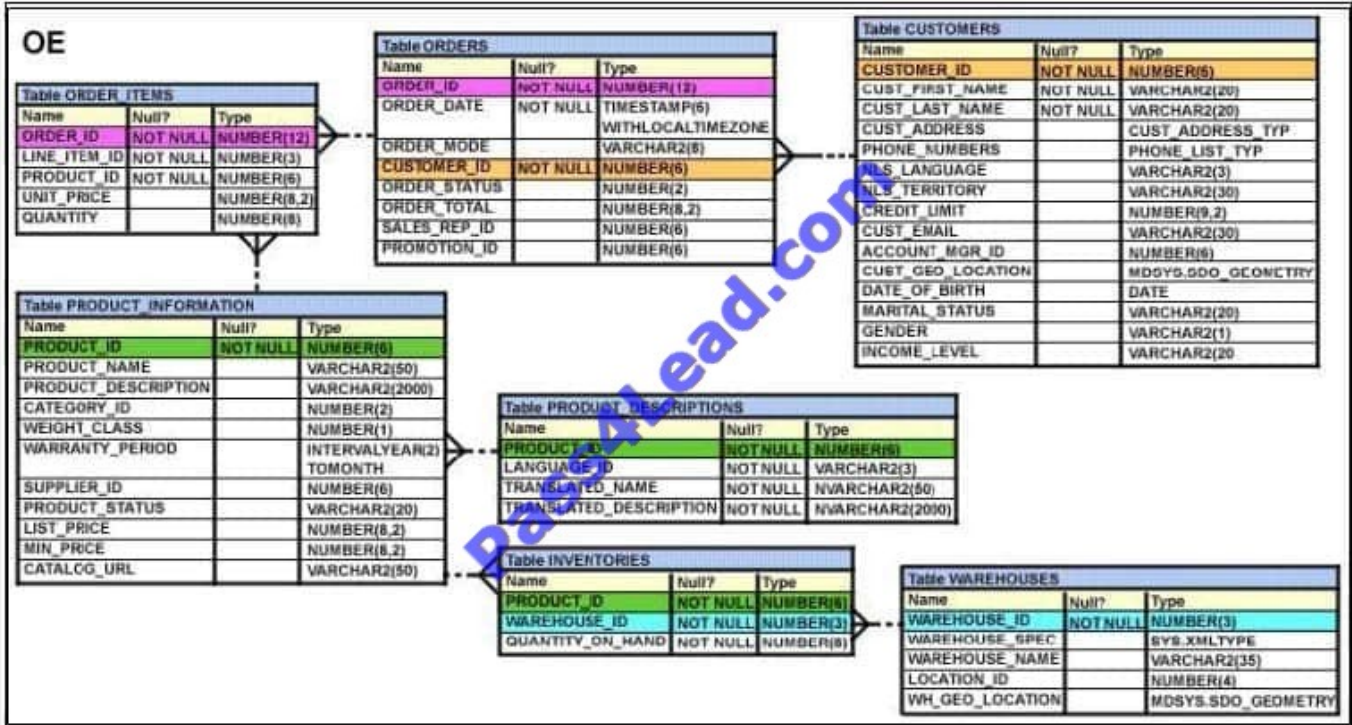 OE
Table ORDER_ITEMS
Name Null? Type
ORDER_ID NOT NULL NUMBER(12)
LINE_ITEM_ID NOT NULL NUMBER(3)
PRODUCT_ID NOT NULL NUMBER(6)
UNIT_PRICE NUMBER(8,2)
QUANTITY NUMBER(8)
Table ORDERS
Name Null? Type
ORDER_ID NOT NULL NUMBER(12)
ORDER_DATE NOT NULL TIMESTAMP(6)
WITHLOCALTIMEZONE
ORDER_MODE VARCHAR2(8)
CUSTOMER_ID NOT NULL NUMBER(6)
ORDER_STATUS NUMBER(2)
ORDER_TOTAL NUMBER(8,2)
SALES_REP_ID NUMBER(6)
PROMOTION_ID NUMBER(6)
Table CUSTOMERS
Name Null? Type
CUSTOMER_ID NOT NULL NUMBER(6)
CUST_FIRST_NAME NOT NULL VARCHAR2(20)
CUST_LAST_NAME NOT NULL VARCHAR2(20)
CUST_ADDRESS CUST_ADDRESS_TYP
PHONE_NUMBERS PHONE_LIST_TYP
NLS_LANGUAGE VARCHAR2(3)
NLS_TERRITORY VARCHAR2(30)
CREDIT_LIMIT NUMBER(9,2)
CUST_EMAIL VARCHAR2(30)
ACCOUNT_MGR_ID NUMBER(6)
CUST_GEO_LOCATION MDSYS.SDO_GEOMETRY
DATE_OF_BIRTH DATE
MARITAL_STATUS VARCHAR2(20)
GENDER VARCHAR2(1)
INCOME_LEVEL VARCHAR2(20
Table PRODUCT_INFORMATION
Name Null? Type
PRODUCT_ID NOT NULL NUMBER(6)
PRODUCT_NAME VARCHAR2(50)
PRODUCT_DESCRIPTION VARCHAR2(2000)
CATEGORY_ID NUMBER(2)
WEIGHT_CLASS NUMBER(1)
WARRANTY_PERIOD INTERVALYEAR(2)
TOMONTH
SUPPLIER_ID NUMBER(6)
PRODUCT_STATUS VARCHAR2(20)
LIST_PRICE NUMBER(8,2)
MIN_PRICE NUMBER(8,2)
CATALOG_URL VARCHAR2(50)
Table PRODUCT_DESCRIPTIONS
Name Null? Type
PRODUCT_ID NOT NULL NUMBER(6)
LANGUAGE_ID NOT NULL VARCHAR2(3)
TRANSLATED_NAME NOT NULL NVARCHAR2(50)
TRANSLATED_DESCRIPTION NOT NULL NVARCHAR2(2000)
Table INVENTORIES
Name Null? Type
PRODUCT_ID NOT NULL NUMBER(6)
WAREHOUSE_ID NOT NULL NUMBER(3)
QUANTITY_ON_HAND NOT NULL NUMBER(8)
Table WAREHOUSES
Name Null? Type
WAREHOUSE_ID NOT NULL NUMBER(3)
WAREHOUSE_SPEC SYS.XMLTYPE
WAREHOUSE_NAME VARCHAR2(35)
LOCATION_ID NUMBER(4)
WH_GEO_LOCATION MDSYS.SDO_GEOMETRY
Pass4Lead.com